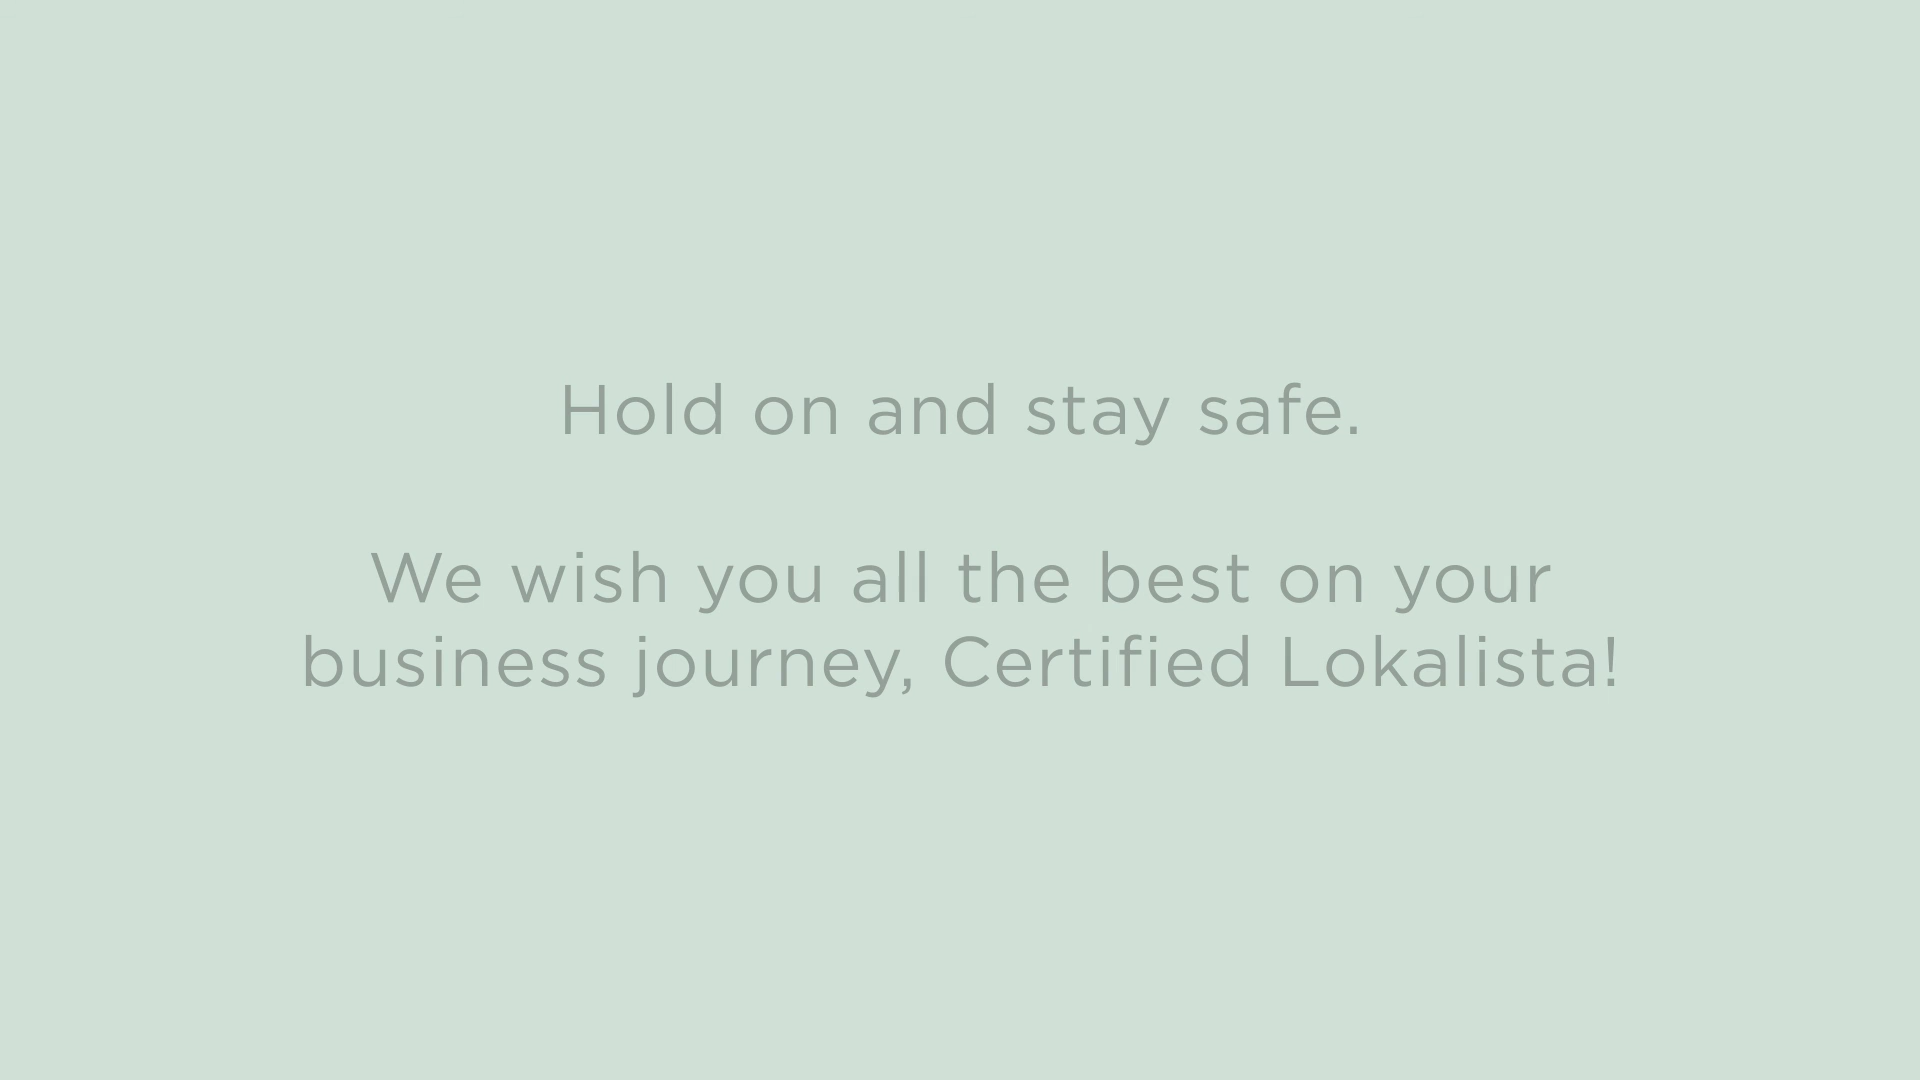 Hold on and stay safe.
We wish you all the best on your
business journey, Certified Lokalista!